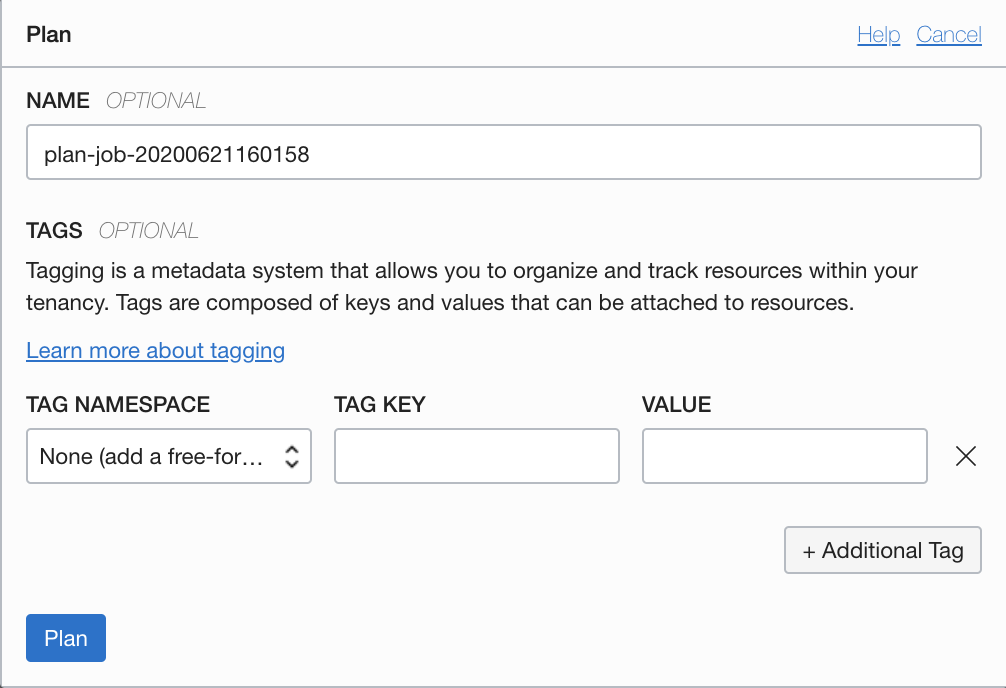 Plan
Help Cancel
NAME OPTIONAL
plan-job-20200621160158
TAGS OPTIONAL
Tagging is a metadata system that allows you to organize and track resources within your
tenancy. Tags are composed of keys and values that can be attached to resources.
Learn more about tagging
TAG NAMESPACE TAG KEY VALUE
None (add a free-for...
+ Additional Tag
Plan